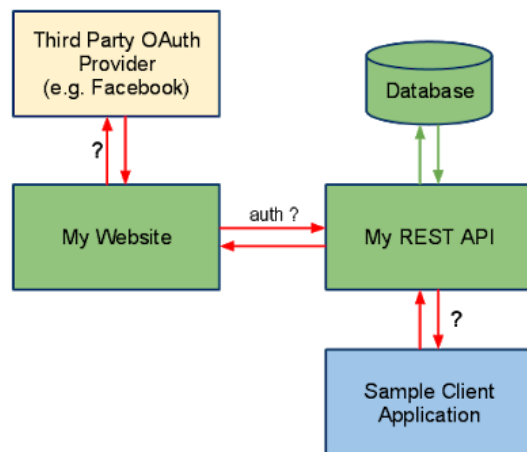 Third Party OAuth
Provider
(e.g. Facebook)
Database
?
My Website
auth ?
My REST API
?
Sample Client
Application